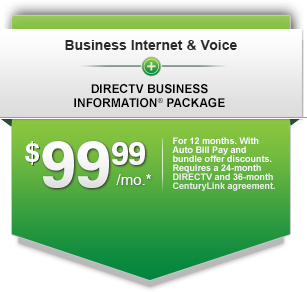 Business Internet & Voice
DIRECTV BUSINESS
INFORMATION® PACKAGE
$99.99
/mo.*
For 12 months. With
Auto Bill Pay and
bundle offer discounts.
Requires a 24-month
DIRECTV and 36-month
CenturyLink agreement.